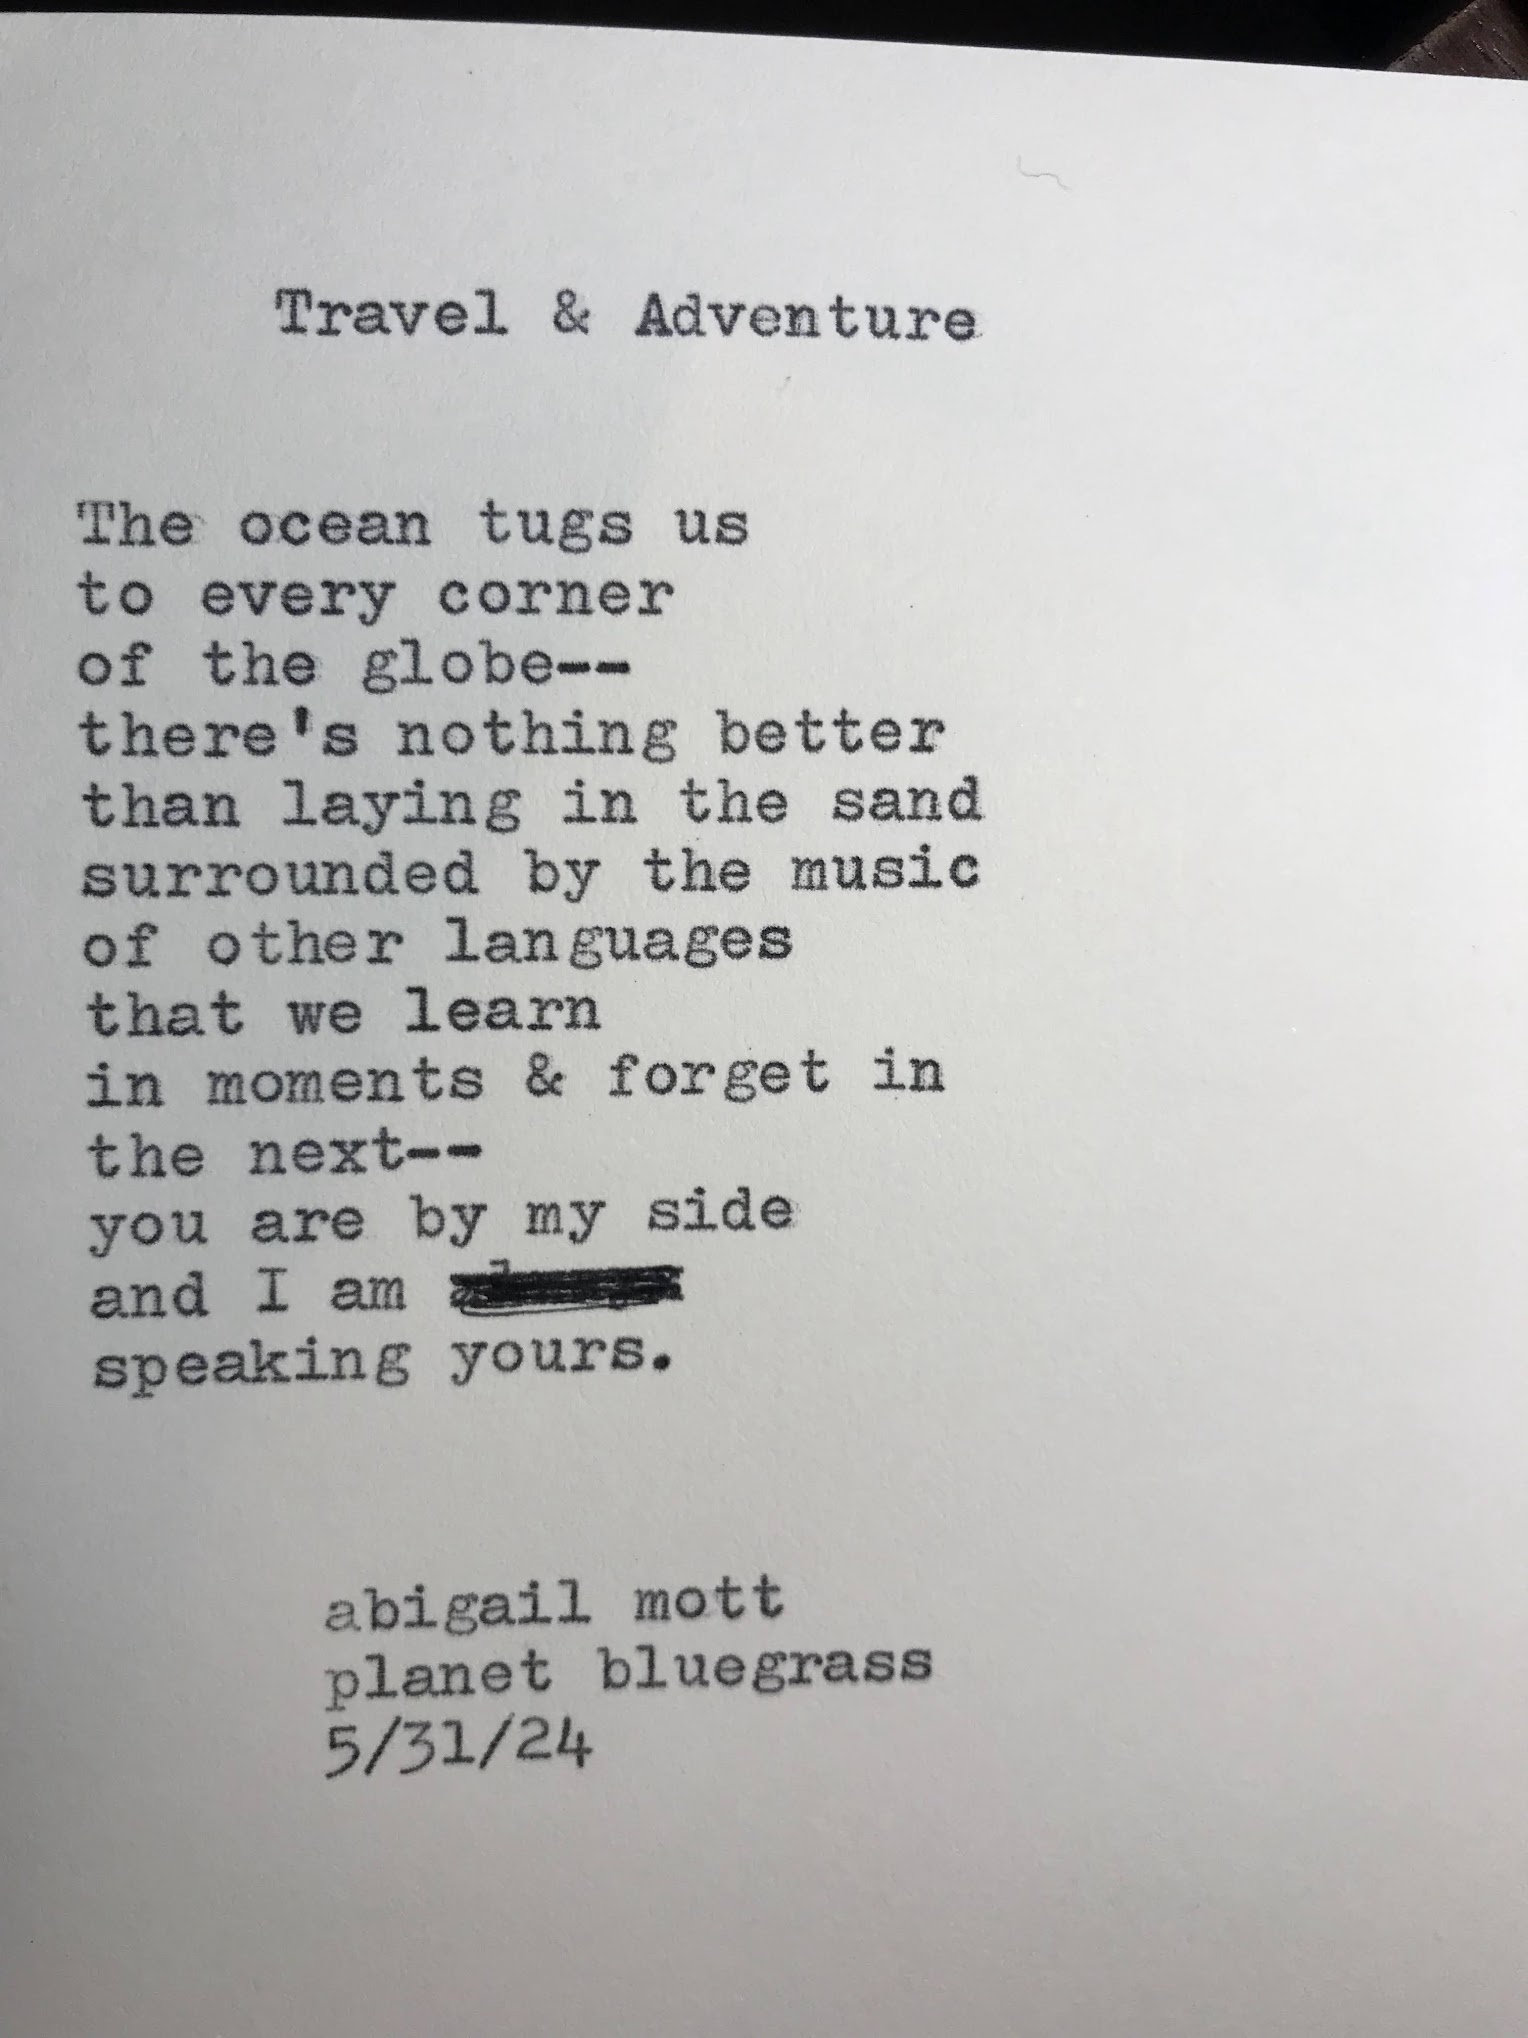 Travel & Adventure
The ocean tugs us
to every corner
of the globe--
there's nothing better
than laying in the sand
surrounded by the music
of other languages
that we learn
in moments & forget in
the next--
you are by my side
and I am
speaking yours.
abigail mott
planet bluegrass
5/31/24